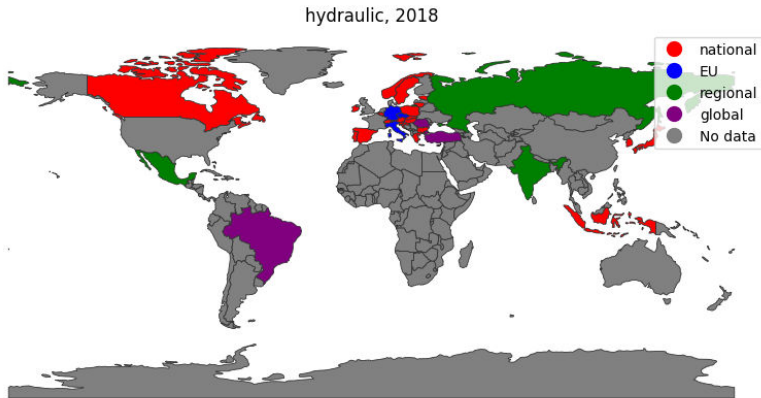 hydraulic, 2018
national
EU
regional
global
No data